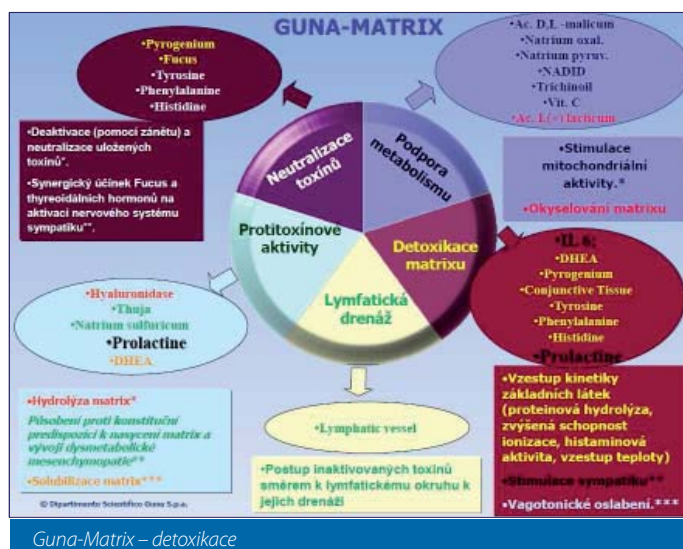 GUNA-MATRIX
•Pyrogenium
•Fucus
•Tyrosine
•Phenylalanine
•Histidine
•Ac. D,L -malicum
•Natrium oxal.
•Natrium pyruv.
•NADID
•Trichinoil
•Vit. C
•Ac. L(+) lacticum
•Deaktivace (pomocí zánětu) a
neutralizace uložených
toxinů*.
•Synergický účinek Fucus a
thyreoidálních hormonů na
aktivaci nervového systému
sympatiku**.
Neutralizace
toxinů
Podpora
metabolismu
•Stimulace
mitochondriální
aktivity.*
•Okyselování matrixu
Protitoxínove
aktivity
Detoxikace
matrixu
Lymfatická
drenáž
•IL 6;
•DHEA
•Pyrogenium
•Conjunctive Tissue
•Tyrosine
•Phenylalanine
•Histidine
•Prolactine
•Hyaluronidase
•Thuja
•Natrium sulfuricum
•Prolactine
•DHEA
•Hydrolýza matrix*
Působení proti konstituční
predispozici k nasycení matrix a
vývoji dysmetabolické
mesenchymopatie**
•Solubilizace matrix***
•Lymphatic vessel
•Postup inaktivovaných toxinů
směrem k lymfatickému okruhu k
jejich drenáži
•Vzestup kinetiky
základních látek
(proteinová hydrolýza,
zvýšená schopnost
ionizace, histaminová
aktivita, vzestup teploty)
•Stimulace sympatiku**
•Vagotonické oslabení.***
© Dipartimento Scientifico Guna S.p.a.
Guna-Matrix – detoxikace